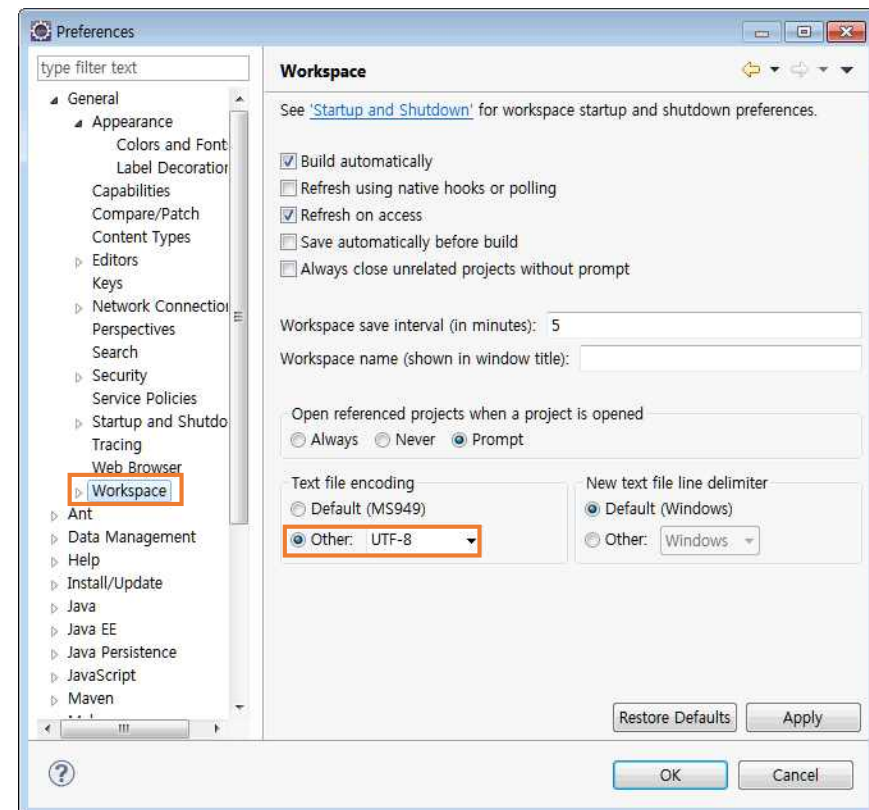 Preferences
type filter text
General
Appearance
Colors and Font
Label Decoration
Capabilities
Compare/Patch
Content Types
Editors
Keys
Network Connection
Perspectives
Search
Security
Service Policies
Startup and Shutdo
Tracing
Web Browser
Workspace
Ant
Data Management
Help
Install/Update
Java
Java EE
Java Persistence
JavaScript
Maven
Workspace
See 'Startup and Shutdown' for workspace startup and shutdown preferences.
Build automatically
Refresh using native hooks or polling
Refresh on access
Save automatically before build
Always close unrelated projects without prompt
Workspace save interval (in minutes): 5
Workspace name (shown in window title):
Open referenced projects when a project is opened
Always Never Prompt
Text file encoding
Default (MS949)
Other: UTF-8
New text file line delimiter
Default (Windows)
Other: Windows
Restore Defaults Apply
OK Cancel